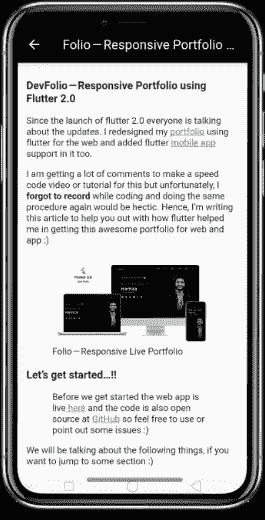 Folio – Responsive Portfolio ...
DevFolio – Responsive Portfolio using
Flutter 2.0
Since the launch of flutter 2.0 everyone is talking
about the updates. I redesigned my portfolio using
flutter for the web and added flutter mobile app
support in it too.
I am getting a lot of comments to make a speed
code video or tutorial for this but unfortunately, I
forgot to record while coding and doing the same
procedure again would be hectic. Hence, I'm writing
this article to help you out with how flutter helped
me in getting this awesome portfolio for web and
app :)
Folio – Responsive Live Portfolio
Let's get started...!!
Before we get started the web app is
live here and the code is also open
source at GitHub so feel free to use or
point out some issues :)
We will be talking about the following things, if you
want to jump to some section :)